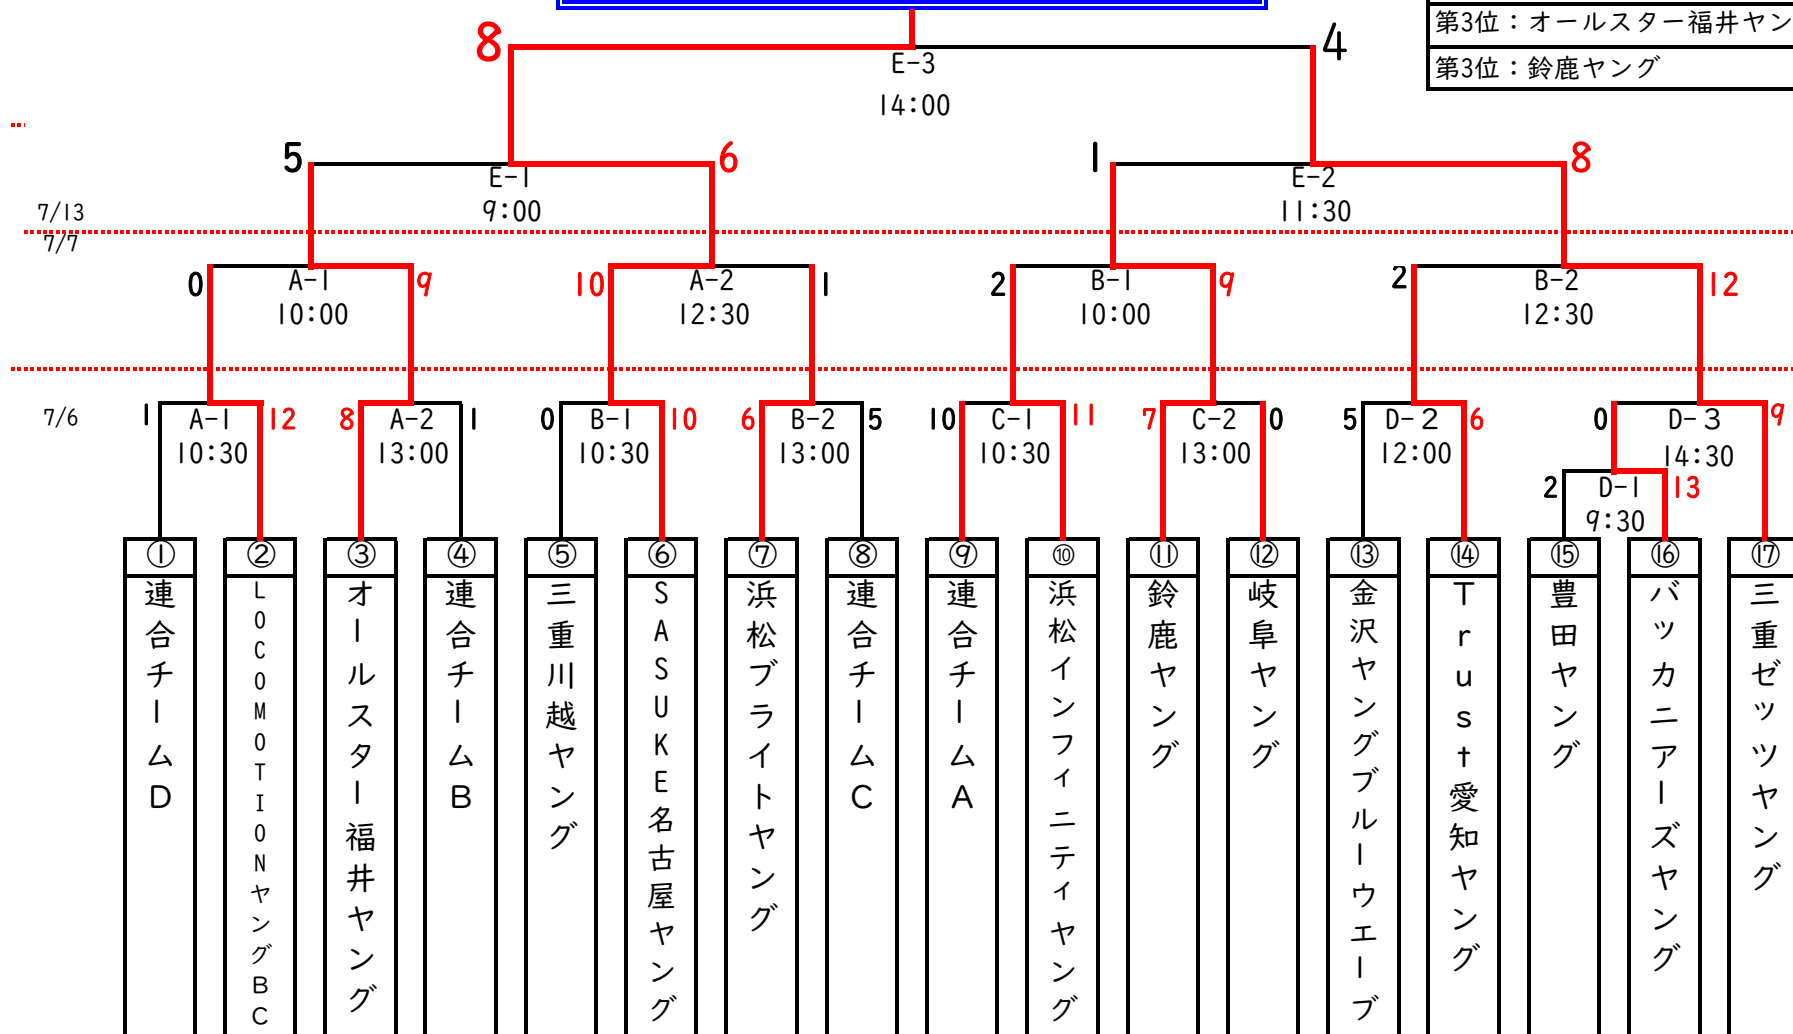 第3位：オールスター福井ヤン
第3位：鈴鹿ヤング
8 4
E-3
14:00
5 6 1 8
E-1 E-2
9:00 11:30
7/13
7/7
0 A-1 9 10 A-2 1 2 B-1 9 2 B-2 12
10:00 12:30 10:00 12:30
7/6
1 A-1 12 8 A-2 1 0 B-1 10 6 B-2 5 10 C-1 11 7 C-2 0 5 D-2 6 0 D-3 9
10:30 13:00 10:30 13:00 10:30 13:00 12:00 14:30
2 D-1 13
9:30
① ② ③ ④ ⑤ ⑥ ⑦ ⑧ ⑨ ⑩ ⑪ ⑫ ⑬ ⑭ ⑮ ⑯ ⑰
連合チームD
LOCOMOTIONヤングBC
オールスター福井ヤング
連合チームB
三重川越ヤング
SASUKE名古屋ヤング
浜松ブライトヤング
連合チームC
連合チームA
浜松インフィニティヤング
鈴鹿ヤング
岐阜ヤング
金沢ヤングブルーウエーブ
Trust愛知ヤング
豊田ヤング
バッカニアーズヤング
三重ゼッツヤング